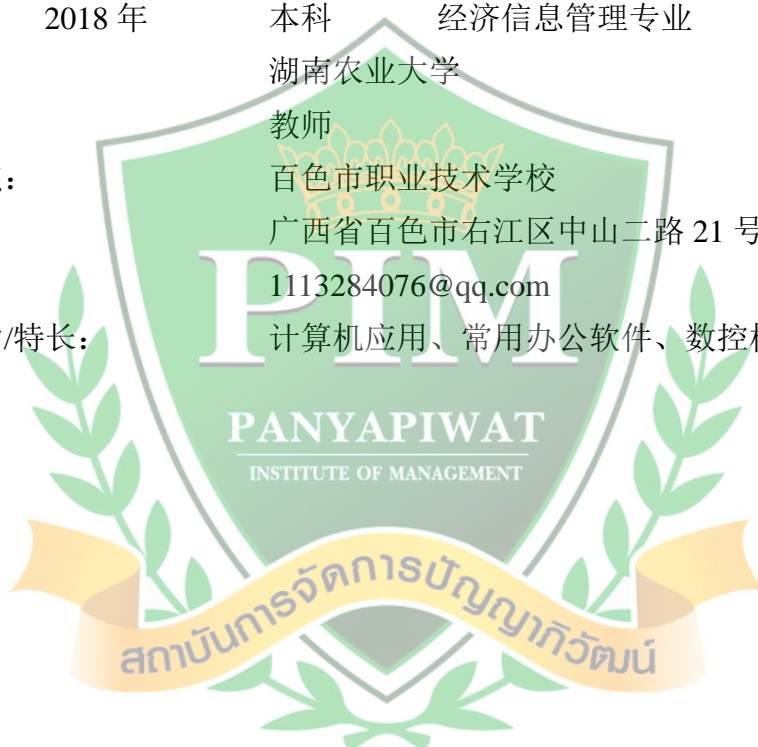 2018 年 本科 经济信息管理专业
湖南农业大学
教师
百色市职业技术学校
广西省百色市右江区中山二路 21 号
1113284076@qq.com
/特长： 计算机应用、常用办公软件、数控
PIM
PANYAPIWAT
INSTITUTE OF MANAGEMENT
สถาบันการจัดการปัญญาภิวัฒน์